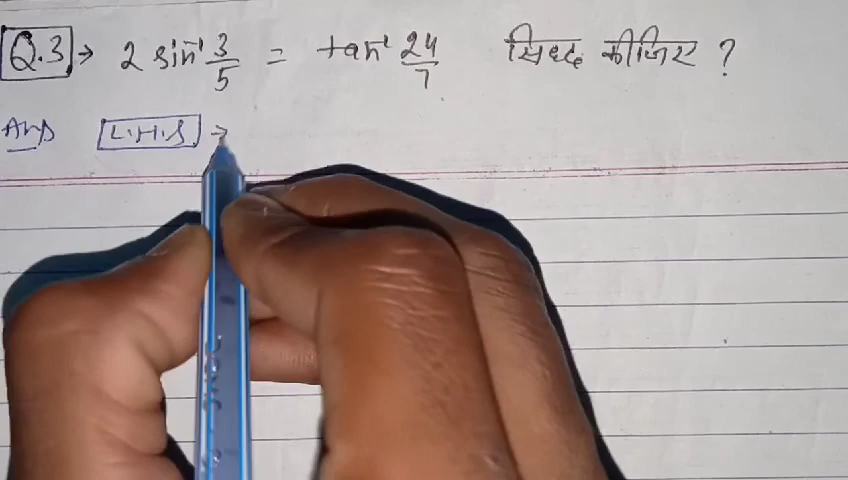 Q.3 → 2 sin⁻¹ 3/5 = tan⁻¹ 24/7 सिध्द कीजिए ?
Ans L.H.S →